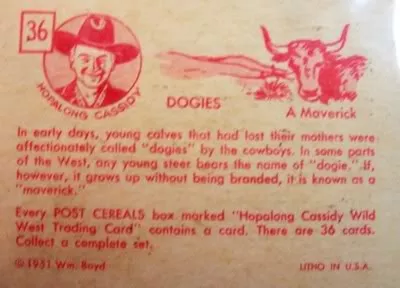 36
HOPALONG CASSIDY
DOGIES
A Maverick
In early days, young calves that had lost their mothers were
affectionately called "dogies" by the cowboys. In some parts
of the West, any young steer bears the name of "dogie." If,
however, it grows up without being branded, it is known as a
"maverick."
Every POST CEREALS box marked "Hopalong Cassidy Wild
West Trading Card" contains a card. There are 36 cards.
Collect a complete set.
© 1951 Wm. Boyd
LITHO IN U.S.A.